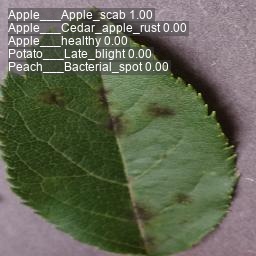 Apple___Apple_scab 1.00
Apple___Cedar_apple_rust 0.00
Apple___healthy 0.00
Potato___Late_blight 0.00
Peach___Bacterial_spot 0.00